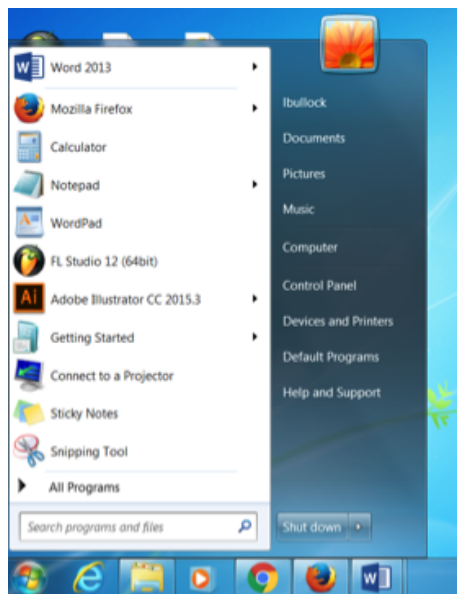 Word 2013
Mozilla Firefox
Calculator
Notepad
WordPad
FL Studio 12 (64bit)
Ai Adobe Illustrator CC 2015.3
Getting Started
Connect to a Projector
Sticky Notes
Snipping Tool
All Programs
Search programs and files
lbullock
Documents
Pictures
Music
Computer
Control Panel
Devices and Printers
Default Programs
Help and Support
Shut down